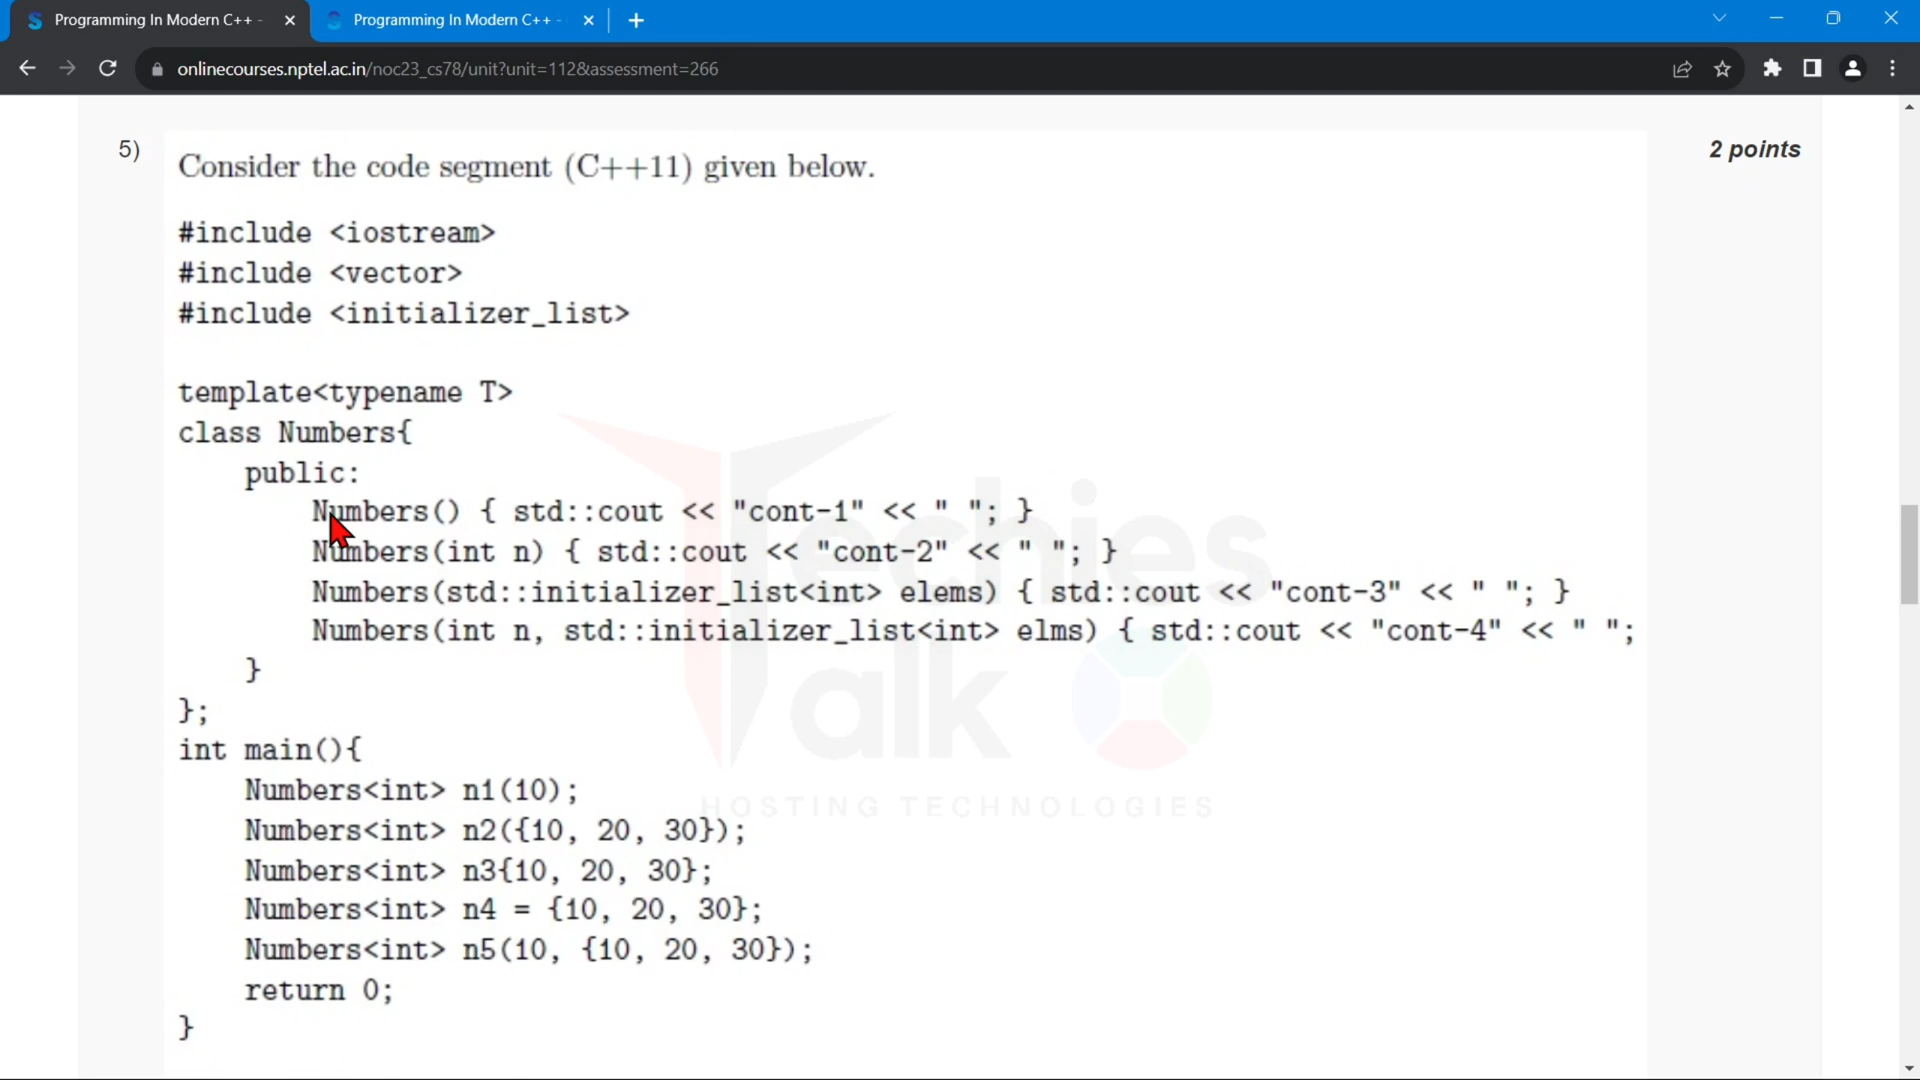 Programming In Modern C++ -
Programming In Modern C++ -
onlinecourses.nptel.ac.in/noc23_cs78/unit?unit=112&assessment=266
5)
2 points
Consider the code segment (C++11) given below.
#include <iostream>
#include <vector>
#include <initializer_list>
template<typename T>
class Numbers{
public:
Numbers() { std::cout << "cont-1" << " "; }
Numbers(int n) { std::cout << "cont-2" << " "; }
Numbers(std::initializer_list<int> elems) { std::cout << "cont-3" << " "; }
Numbers(int n, std::initializer_list<int> elms) { std::cout << "cont-4" << " ";
}
};
int main(){
Numbers<int> n1(10);
Numbers<int> n2({10, 20, 30});
Numbers<int> n3{10, 20, 30};
Numbers<int> n4 = {10, 20, 30};
Numbers<int> n5(10, {10, 20, 30});
return 0;
}
Techies
Talk
HOSTING TECHNOLOGIES